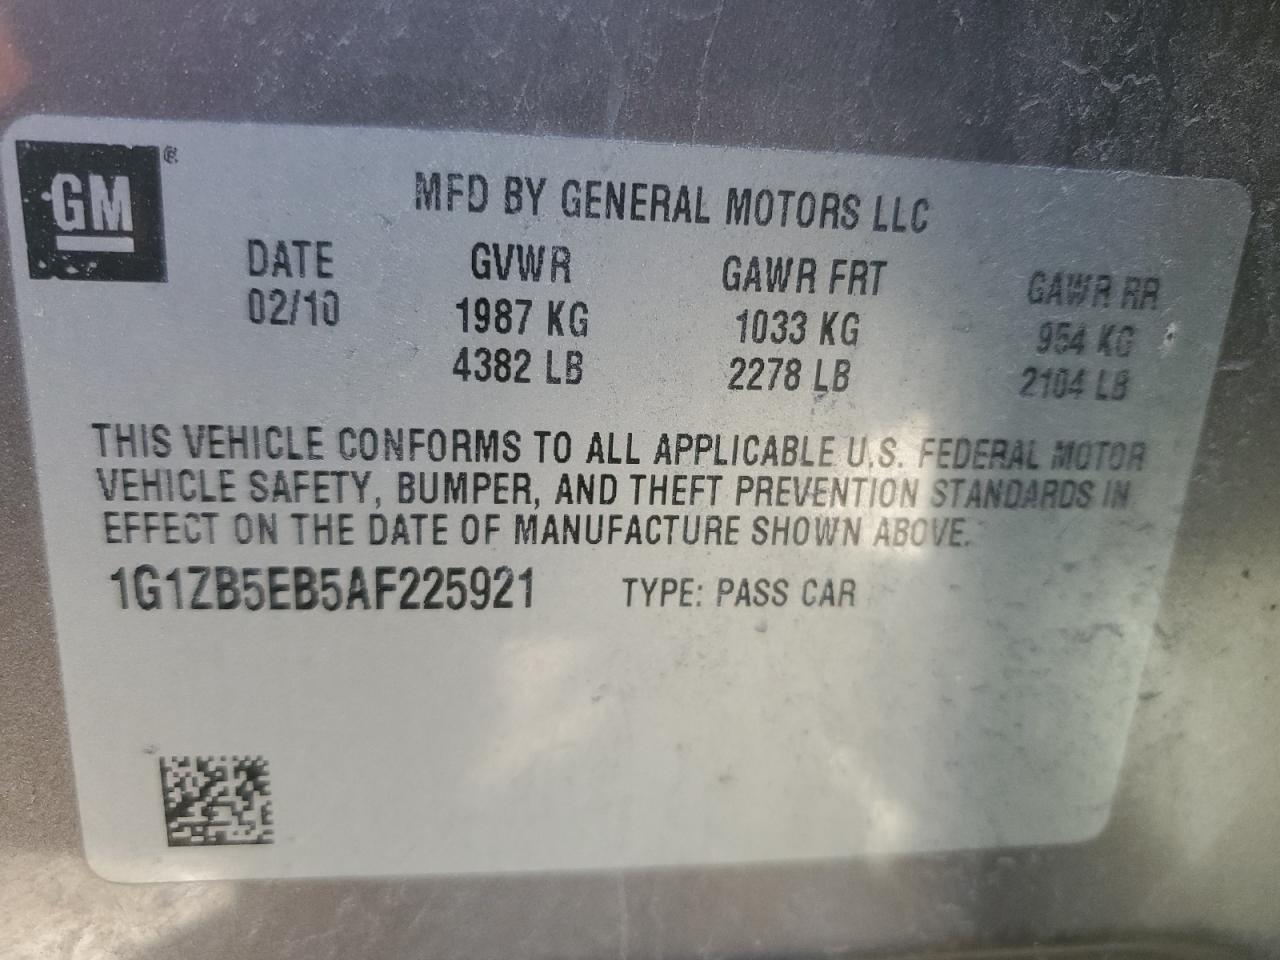 GM ®
MFD BY GENERAL MOTORS LLC
DATE GVWR GAWR FRT GAWR RR
02/10 1987 KG 1033 KG 954 KG
4382 LB 2278 LB 2104 LB
THIS VEHICLE CONFORMS TO ALL APPLICABLE U.S. FEDERAL MOTOR
VEHICLE SAFETY, BUMPER, AND THEFT PREVENTION STANDARDS IN
EFFECT ON THE DATE OF MANUFACTURE SHOWN ABOVE.
1G1ZB5EB5AF225921 TYPE: PASS CAR